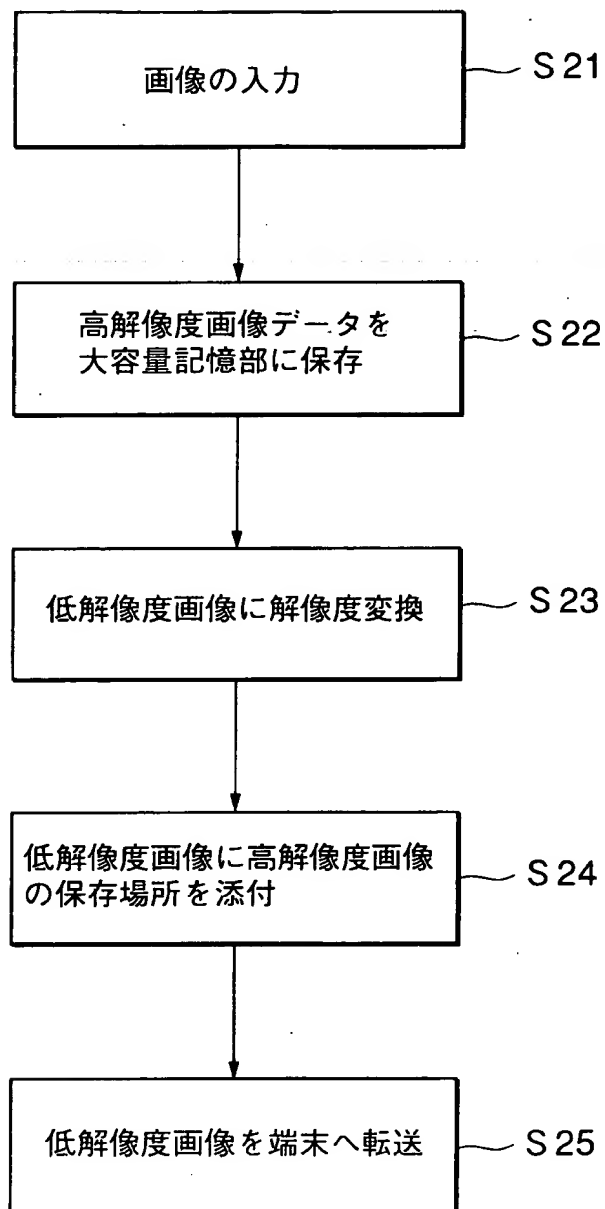 画像の入力
S21
高解像度画像データを
大容量記憶部に保存
S22
低解像度画像に解像度変換
S23
低解像度画像に高解像度画像
の保存場所を添付
S24
低解像度画像を端末へ転送
S25